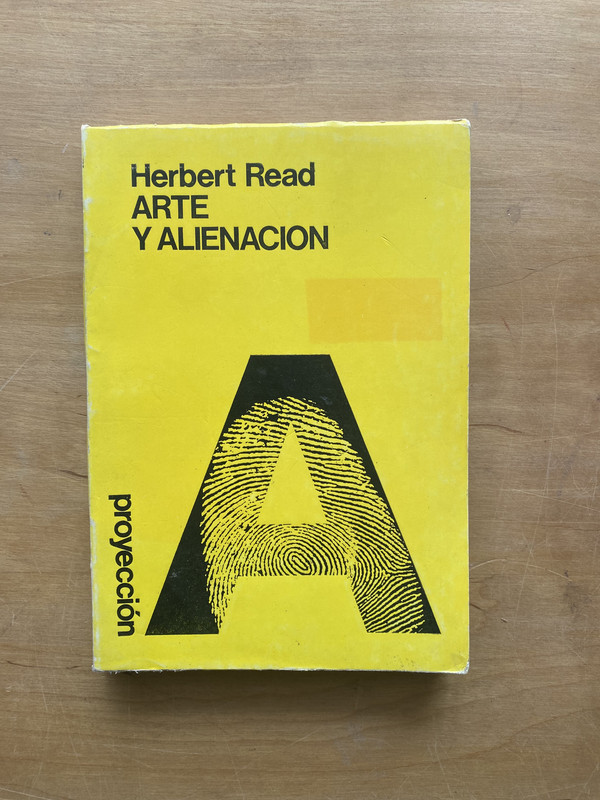 Herbert Read
ARTE
Y ALIENACION
A
proyección